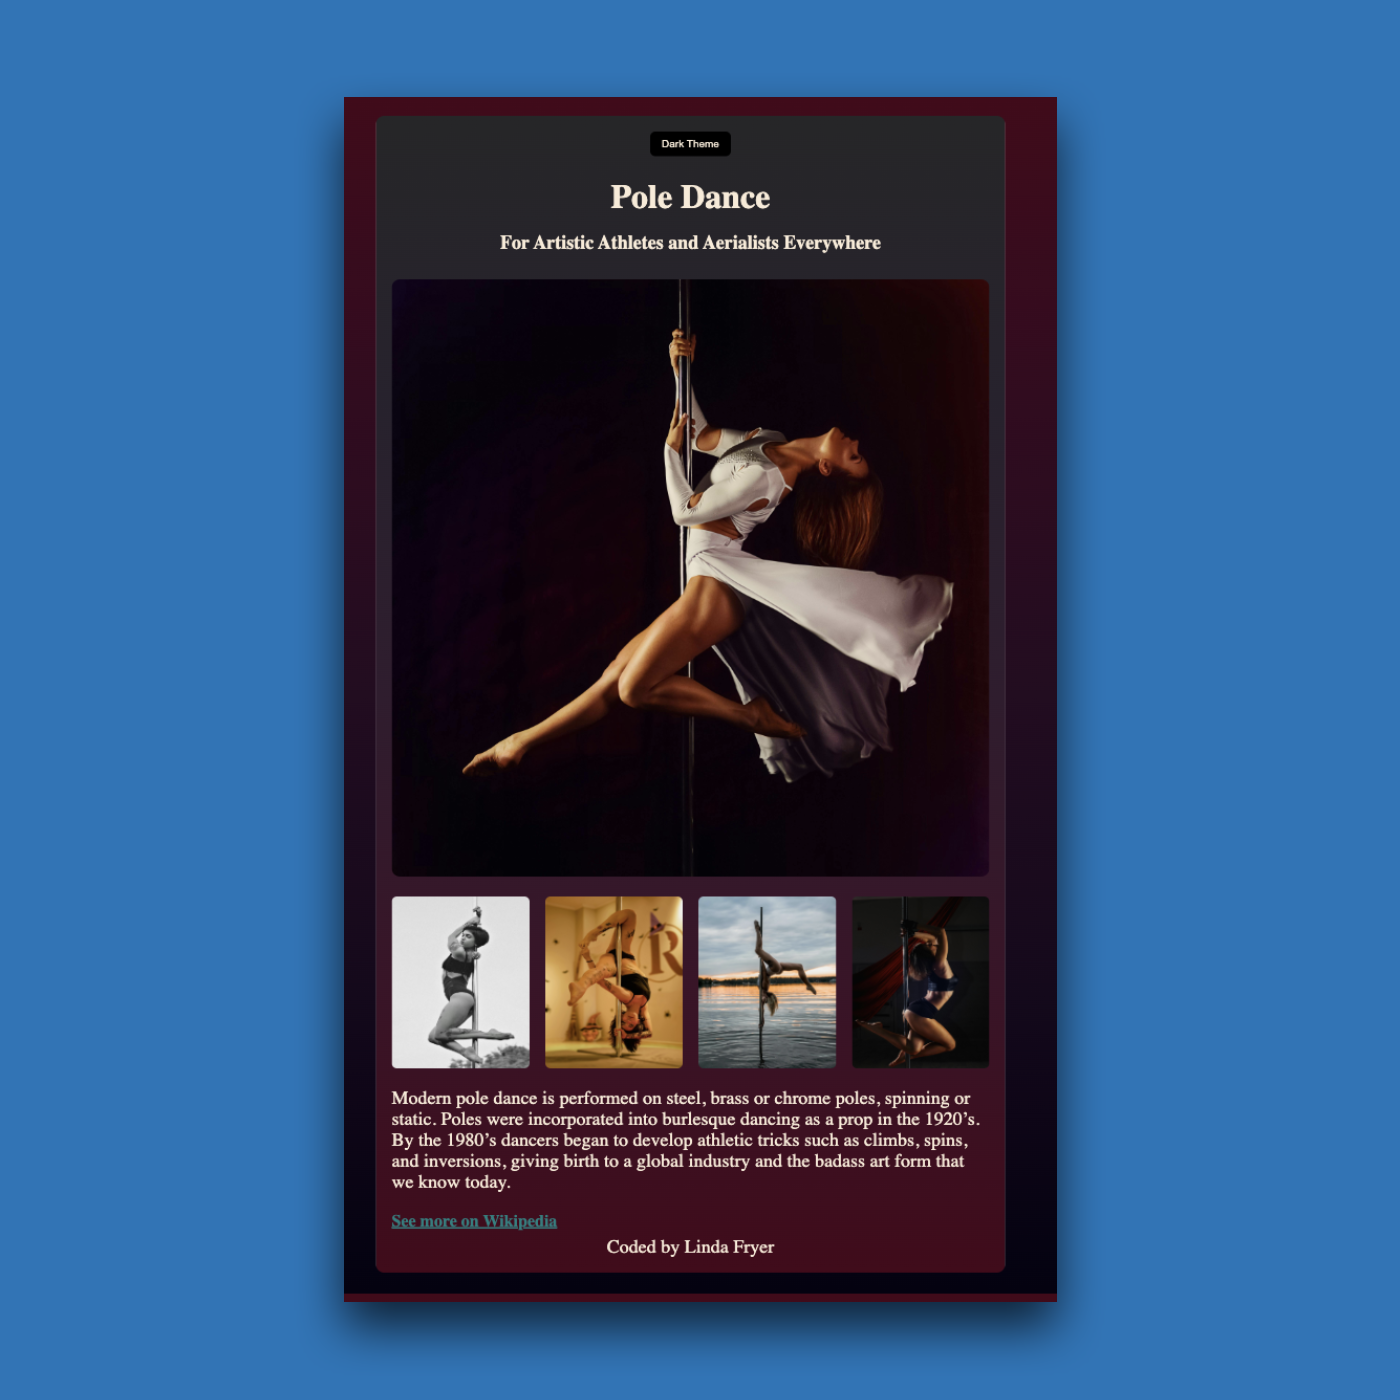 Dark Theme
Pole Dance
For Artistic Athletes and Aerialists Everywhere
R
Modern pole dance is performed on steel, brass or chrome poles, spinning or
static. Poles were incorporated into burlesque dancing as a prop in the 1920’s.
By the 1980’s dancers began to develop athletic tricks such as climbs, spins,
and inversions, giving birth to a global industry and the badass art form that
we know today.
See more on Wikipedia
Coded by Linda Fryer